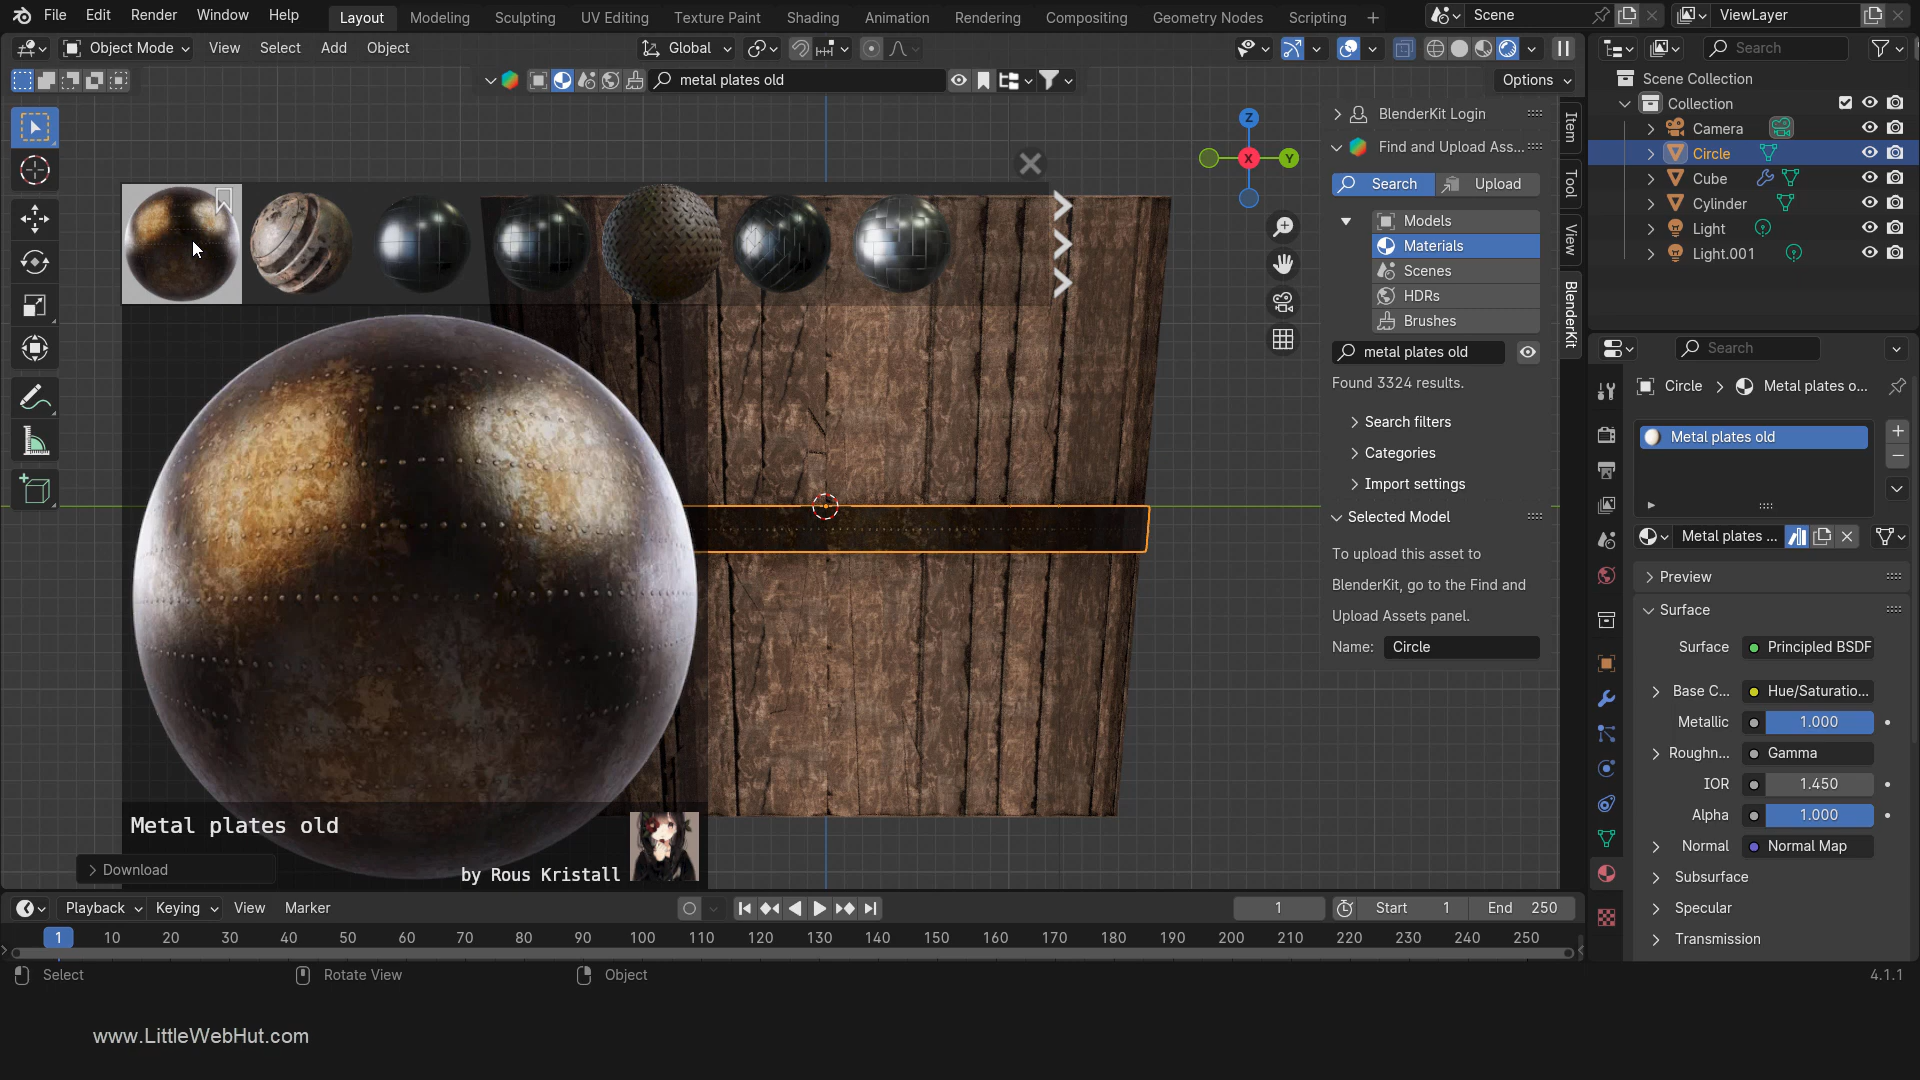 File Edit Render Window Help Layout Modeling Sculpting UV Editing Texture Paint Shading Animation Rendering Compositing Geometry Nodes Scripting Scene ViewLayer
Object Mode View Select Add Object Global Search
metal plates old Options
Scene Collection
Collection
Camera
Circle
Cube
Cylinder
Light
Light.001
BlenderKit Login
Find and Upload Ass...
Search Upload
Models
Materials
Scenes
HDRs
Brushes
metal plates old
Found 3324 results.
Search filters
Categories
Import settings
Selected Model
To upload this asset to
BlenderKit, go to the Find and
Upload Assets panel.
Name: Circle
Item
Tool
View
BlenderKit
Z
X
Y
Search
Circle Metal plates o...
Metal plates old
Metal plates ...
Preview
Surface
Surface Principled BSDF
Base C... Hue/Saturatio...
Metallic 1.000
Roughn... Gamma
IOR 1.450
Alpha 1.000
Normal Normal Map
Subsurface
Specular
Transmission
Metal plates old
Download
by Rous Kristall
Playback Keying View Marker 1 Start 1 End 250
1 10 20 30 40 50 60 70 80 90 100 110 120 130 140 150 160 170 180 190 200 210 220 230 240 250
Select Rotate View Object 4.1.1
www.LittleWebHut.com